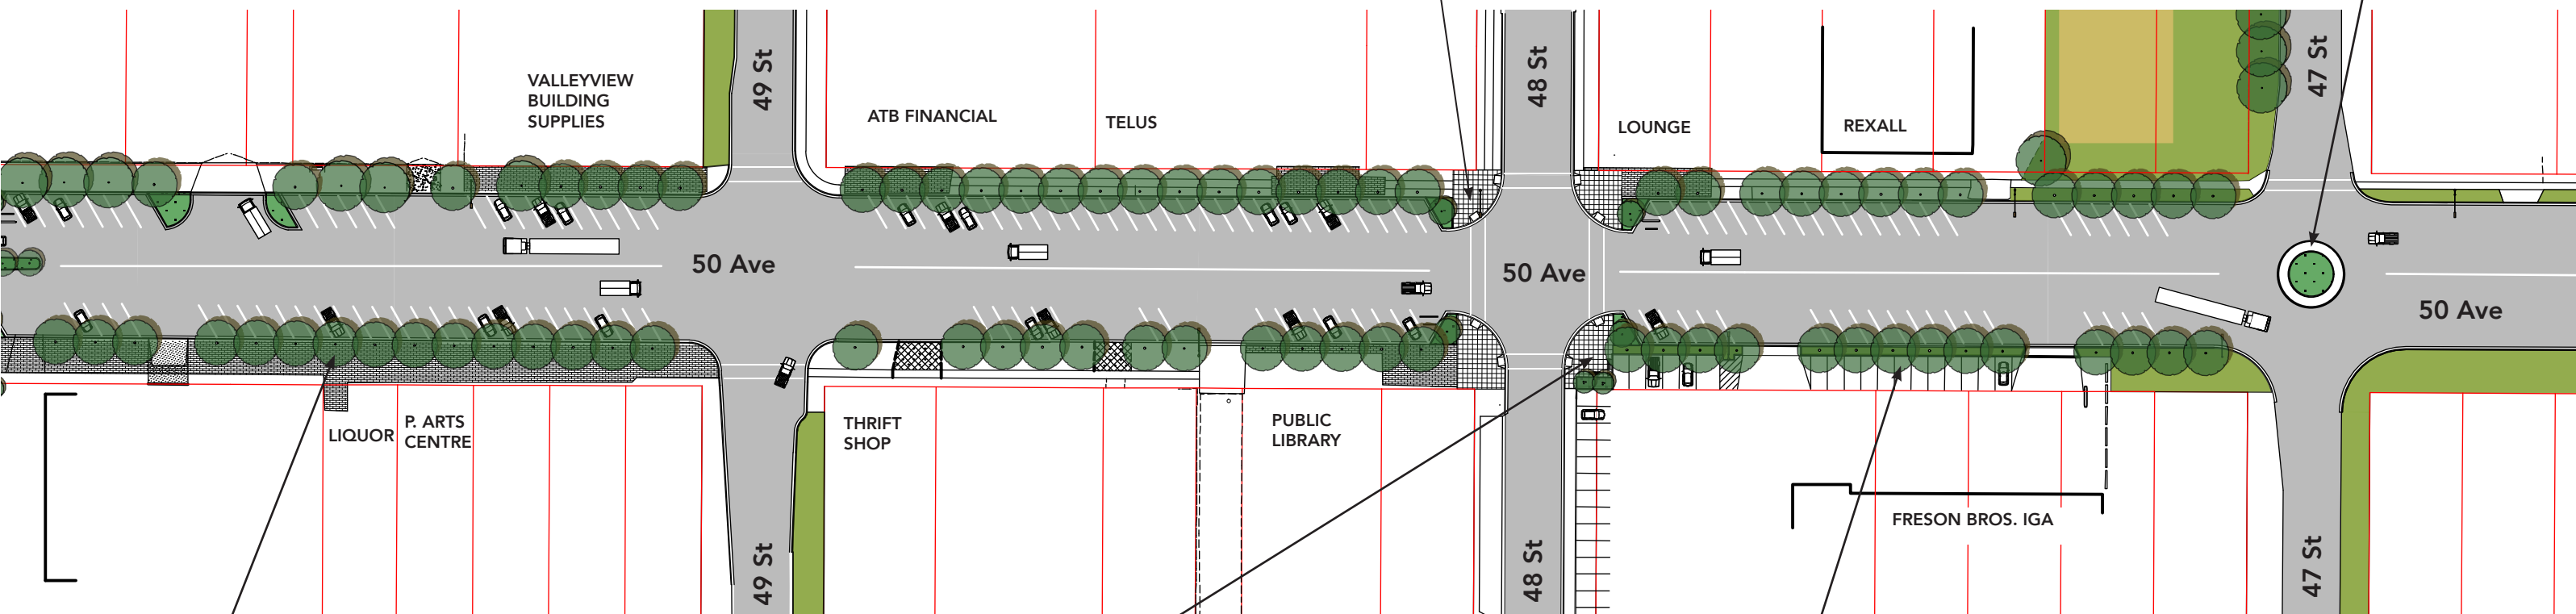 49 St
48 St
47 St
VALLEYVIEW
BUILDING
SUPPLIES
ATB FINANCIAL
TELUS
LOUNGE
REXALL
50 Ave
50 Ave
50 Ave
LIQUOR
P. ARTS
CENTRE
THRIFT
SHOP
PUBLIC
LIBRARY
FRESON BROS. IGA
49 St
48 St
47 St